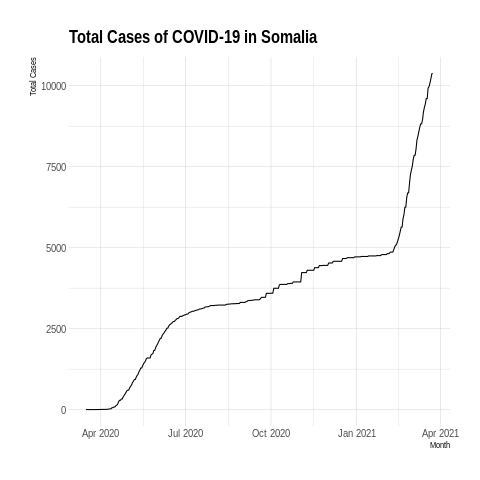 Total Cases of COVID-19 in Somalia
Total Cases
10000
7500
5000
2500
0
Apr 2020
Jul 2020
Oct 2020
Jan 2021
Apr 2021
Month